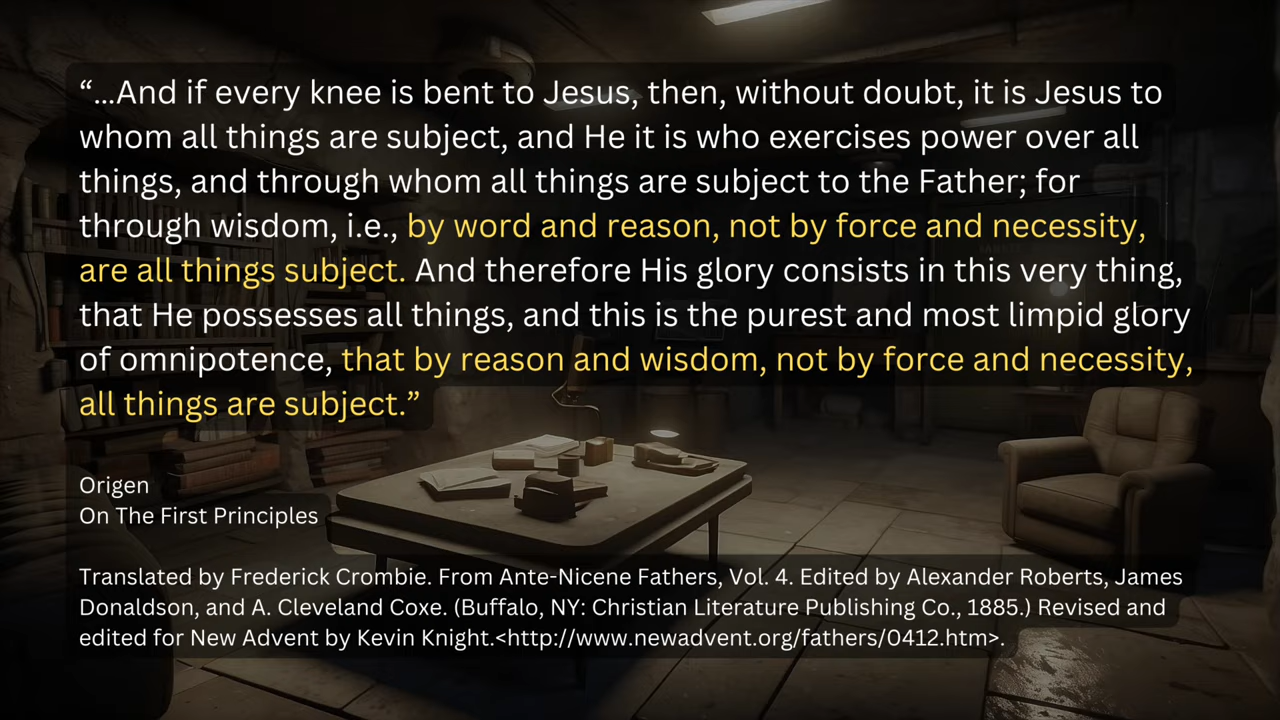 “...And if every knee is bent to Jesus, then, without doubt, it is Jesus to
whom all things are subject, and He it is who exercises power over all
things, and through whom all things are subject to the Father; for
through wisdom, i.e., by word and reason, not by force and necessity,
are all things subject. And therefore His glory consists in this very thing,
that He possesses all things, and this is the purest and most limpid glory
of omnipotence, that by reason and wisdom, not by force and necessity,
all things are subject.”
Origen
On The First Principles
Translated by Frederick Crombie. From Ante-Nicene Fathers, Vol. 4. Edited by Alexander Roberts, James
Donaldson, and A. Cleveland Coxe. (Buffalo, NY: Christian Literature Publishing Co., 1885.) Revised and
edited for New Advent by Kevin Knight.<http://www.newadvent.org/fathers/0412.htm>.